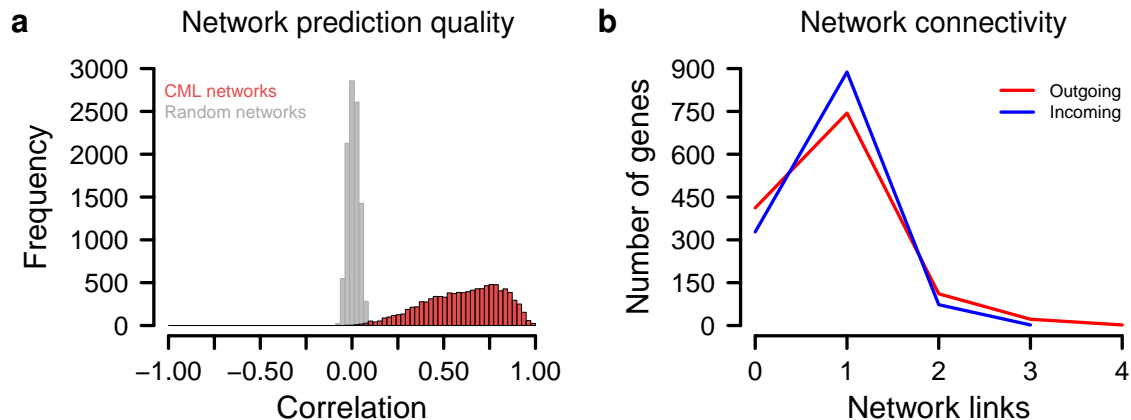 a
Network prediction quality
Frequency
3000
2500
2000
1500
1000
500
0
CML networks
Random networks
−1.00
−0.50
0.00
0.50
1.00
Correlation
b
Network connectivity
Number of genes
900
750
600
450
300
150
0
Outgoing
Incoming
0
1
2
3
4
Network links